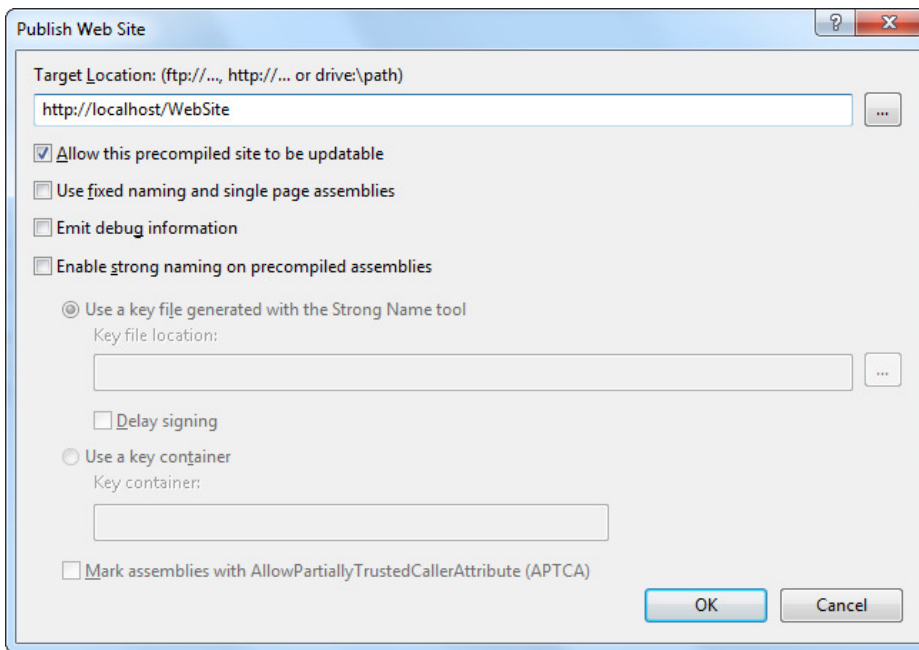 Publish Web Site
Target Location: (ftp://..., http://... or drive:\path)
http://localhost/WebSite
...
Allow this precompiled site to be updatable
Use fixed naming and single page assemblies
Emit debug information
Enable strong naming on precompiled assemblies
Use a key file generated with the Strong Name tool
Key file location:
...
Delay signing
Use a key container
Key container:
Mark assemblies with AllowPartiallyTrustedCallerAttribute (APTCA)
OK Cancel